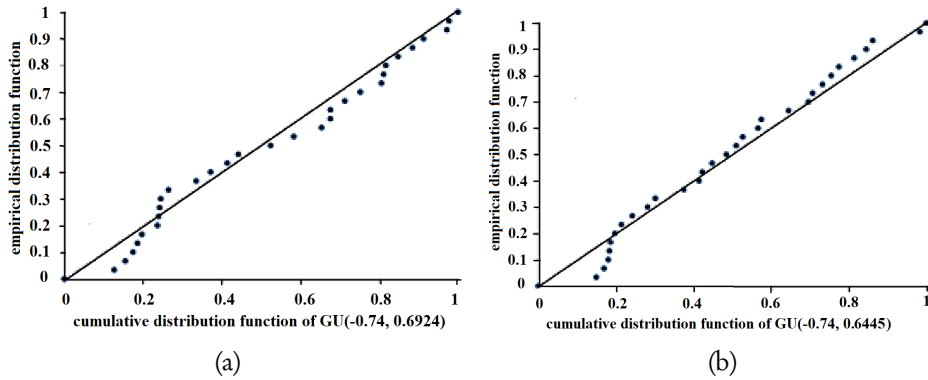 empirical distribution function
1
0.9
0.8
0.7
0.6
0.5
0.4
0.3
0.2
0.1
0
0 0.2 0.4 0.6 0.8 1
cumulative distribution function of GU(-0.74, 0.6924)
(a)
empirical distribution function
1
0.9
0.8
0.7
0.6
0.5
0.4
0.3
0.2
0.1
0
0 0.2 0.4 0.6 0.8 1
cumulative distribution function of GU(-0.74, 0.6445)
(b)